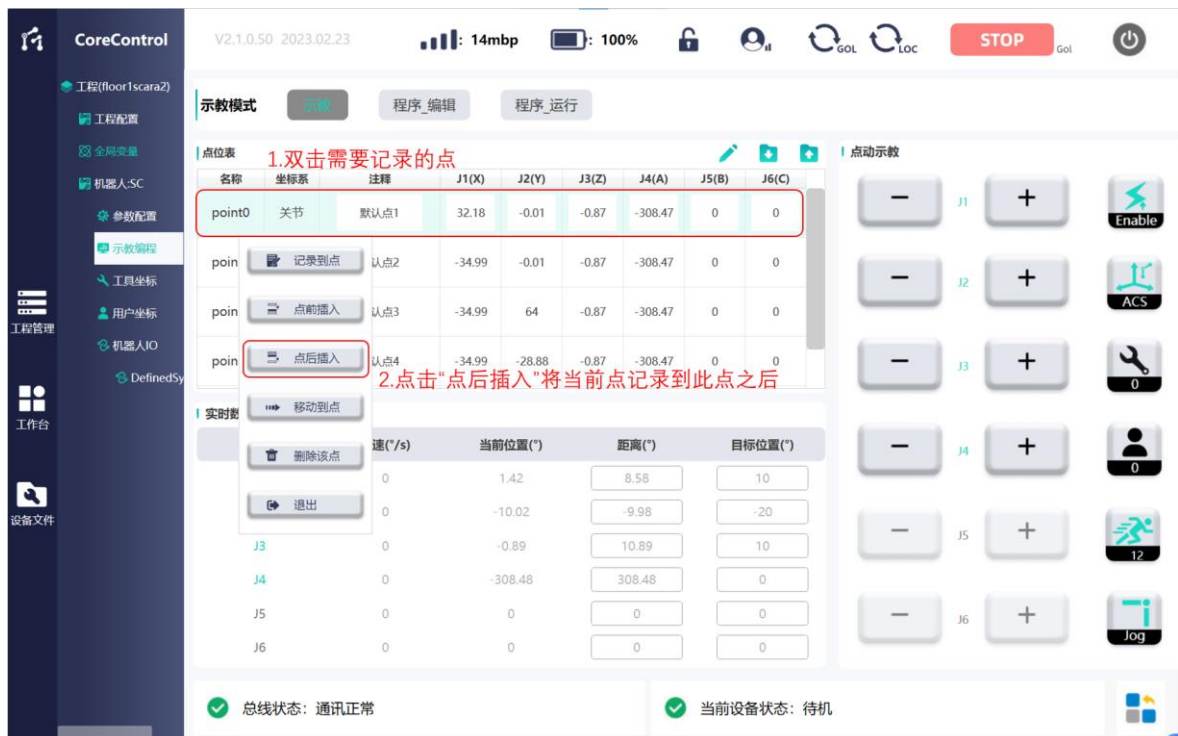 CoreControl
V2.1.0.50 2023.02.23
: 14mbp
: 100%
GOL
LOC
STOP
Gol
工程(floor1scara2)
工程配置
全局变量
机器人:SC
参数配置
示教编程
工具坐标
用户坐标
机器人IO
DefinedSy
工程管理
工作台
设备文件
示教模式 示教 程序_编辑 程序_运行
点位表
1.双击需要记录的点
名称 坐标系 注释 J1(X) J2(Y) J3(Z) J4(A) J5(B) J6(C)
point0 关节 默认点1 32.18 -0.01 -0.87 -308.47 0 0
poin 认点2 -34.99 -0.01 -0.87 -308.47 0 0
poin 认点3 -34.99 64 -0.87 -308.47 0 0
poin 认点4 -34.99 -28.88 -0.87 -308.47 0 0
记录到点
点前插入
点后插入
移动到点
删除该点
退出
2.点击“点后插入”将当前点记录到此点之后
实时数
速(°/s) 当前位置(°) 距离(°) 目标位置(°)
0 1.42 8.58 10
0 -10.02 -9.98 -20
J3 0 -0.89 10.89 10
J4 0 -308.48 308.48 0
J5 0 0 0 0
J6 0 0 0 0
点动示教
− J1 + Enable
− J2 + ACS
− J3 + 0
− J4 + 0
− J5 + 12
− J6 + Jog
总线状态：通讯正常
当前设备状态：待机